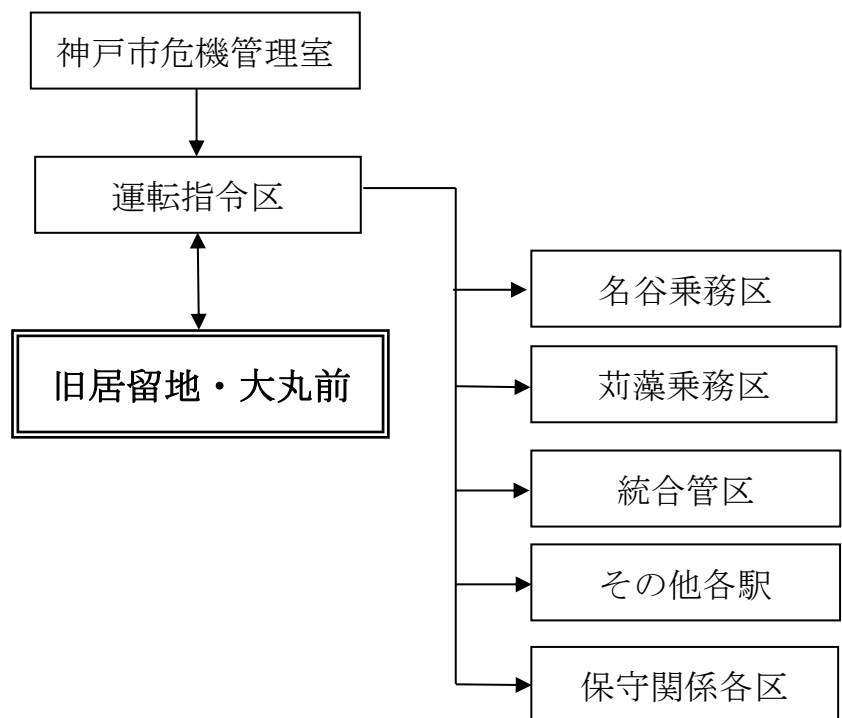 神戸市危機管理室
運転指令区
旧居留地・大丸前
名谷乗務区
苅藻乗務区
統合管区
その他各駅
保守関係各区